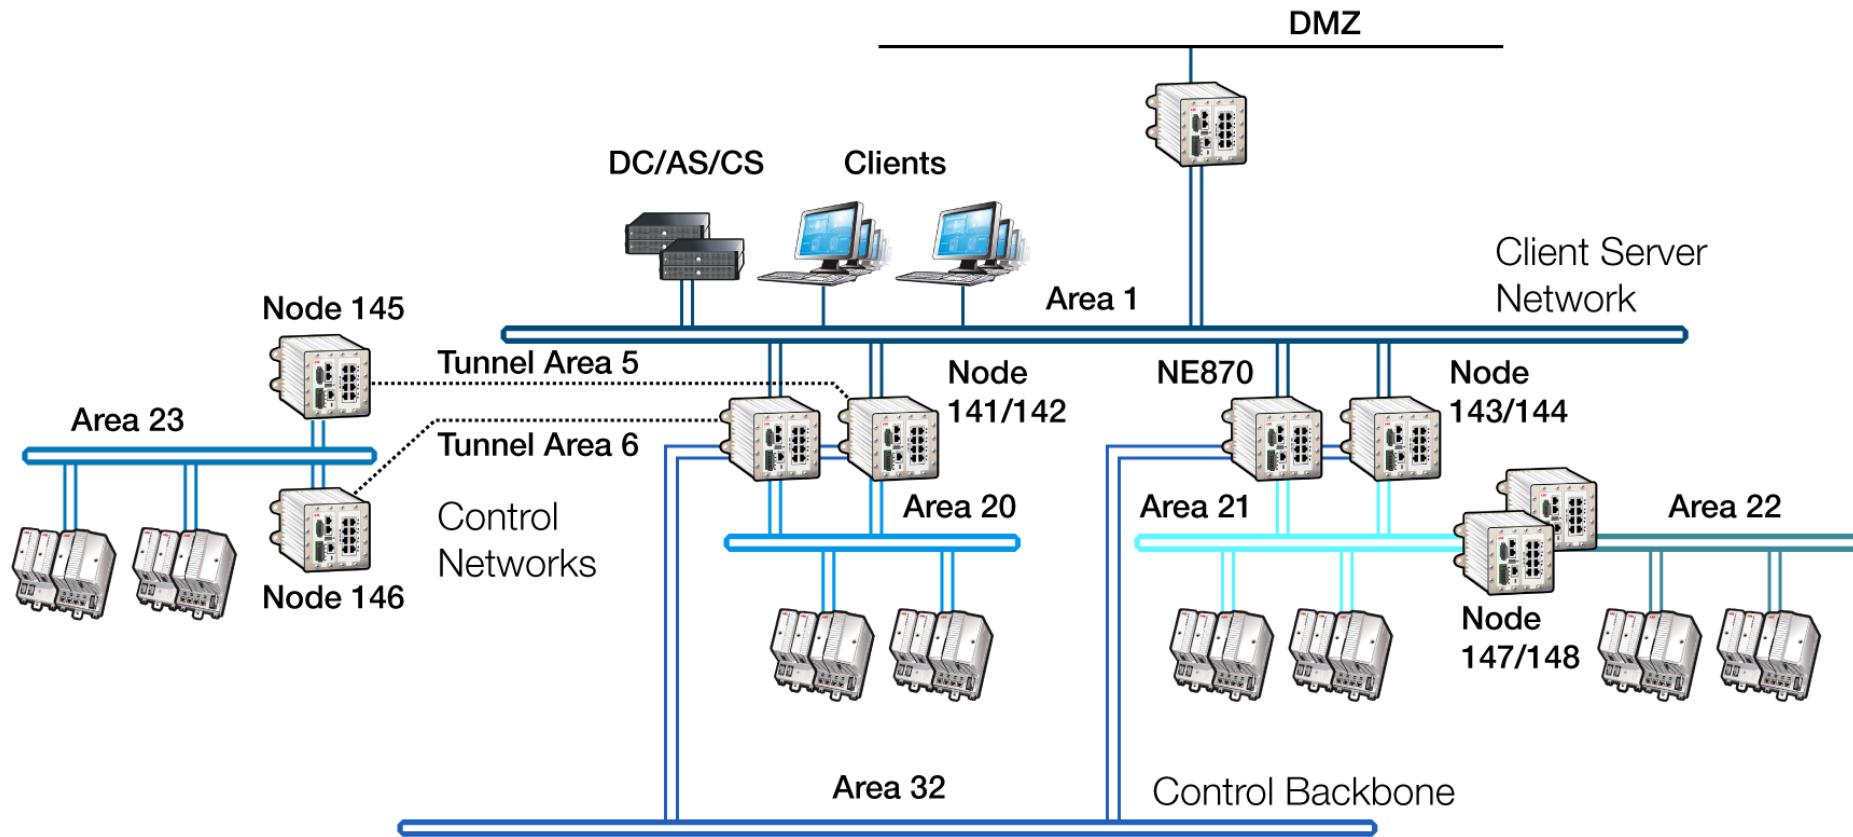 DMZ
DC/AS/CS
Clients
Client Server
Network
Area 1
Node 145
Tunnel Area 5
Node
141/142
NE870
Node
143/144
Area 23
Tunnel Area 6
Control
Networks
Node 146
Area 20
Area 21
Area 22
Node
147/148
Area 32
Control Backbone